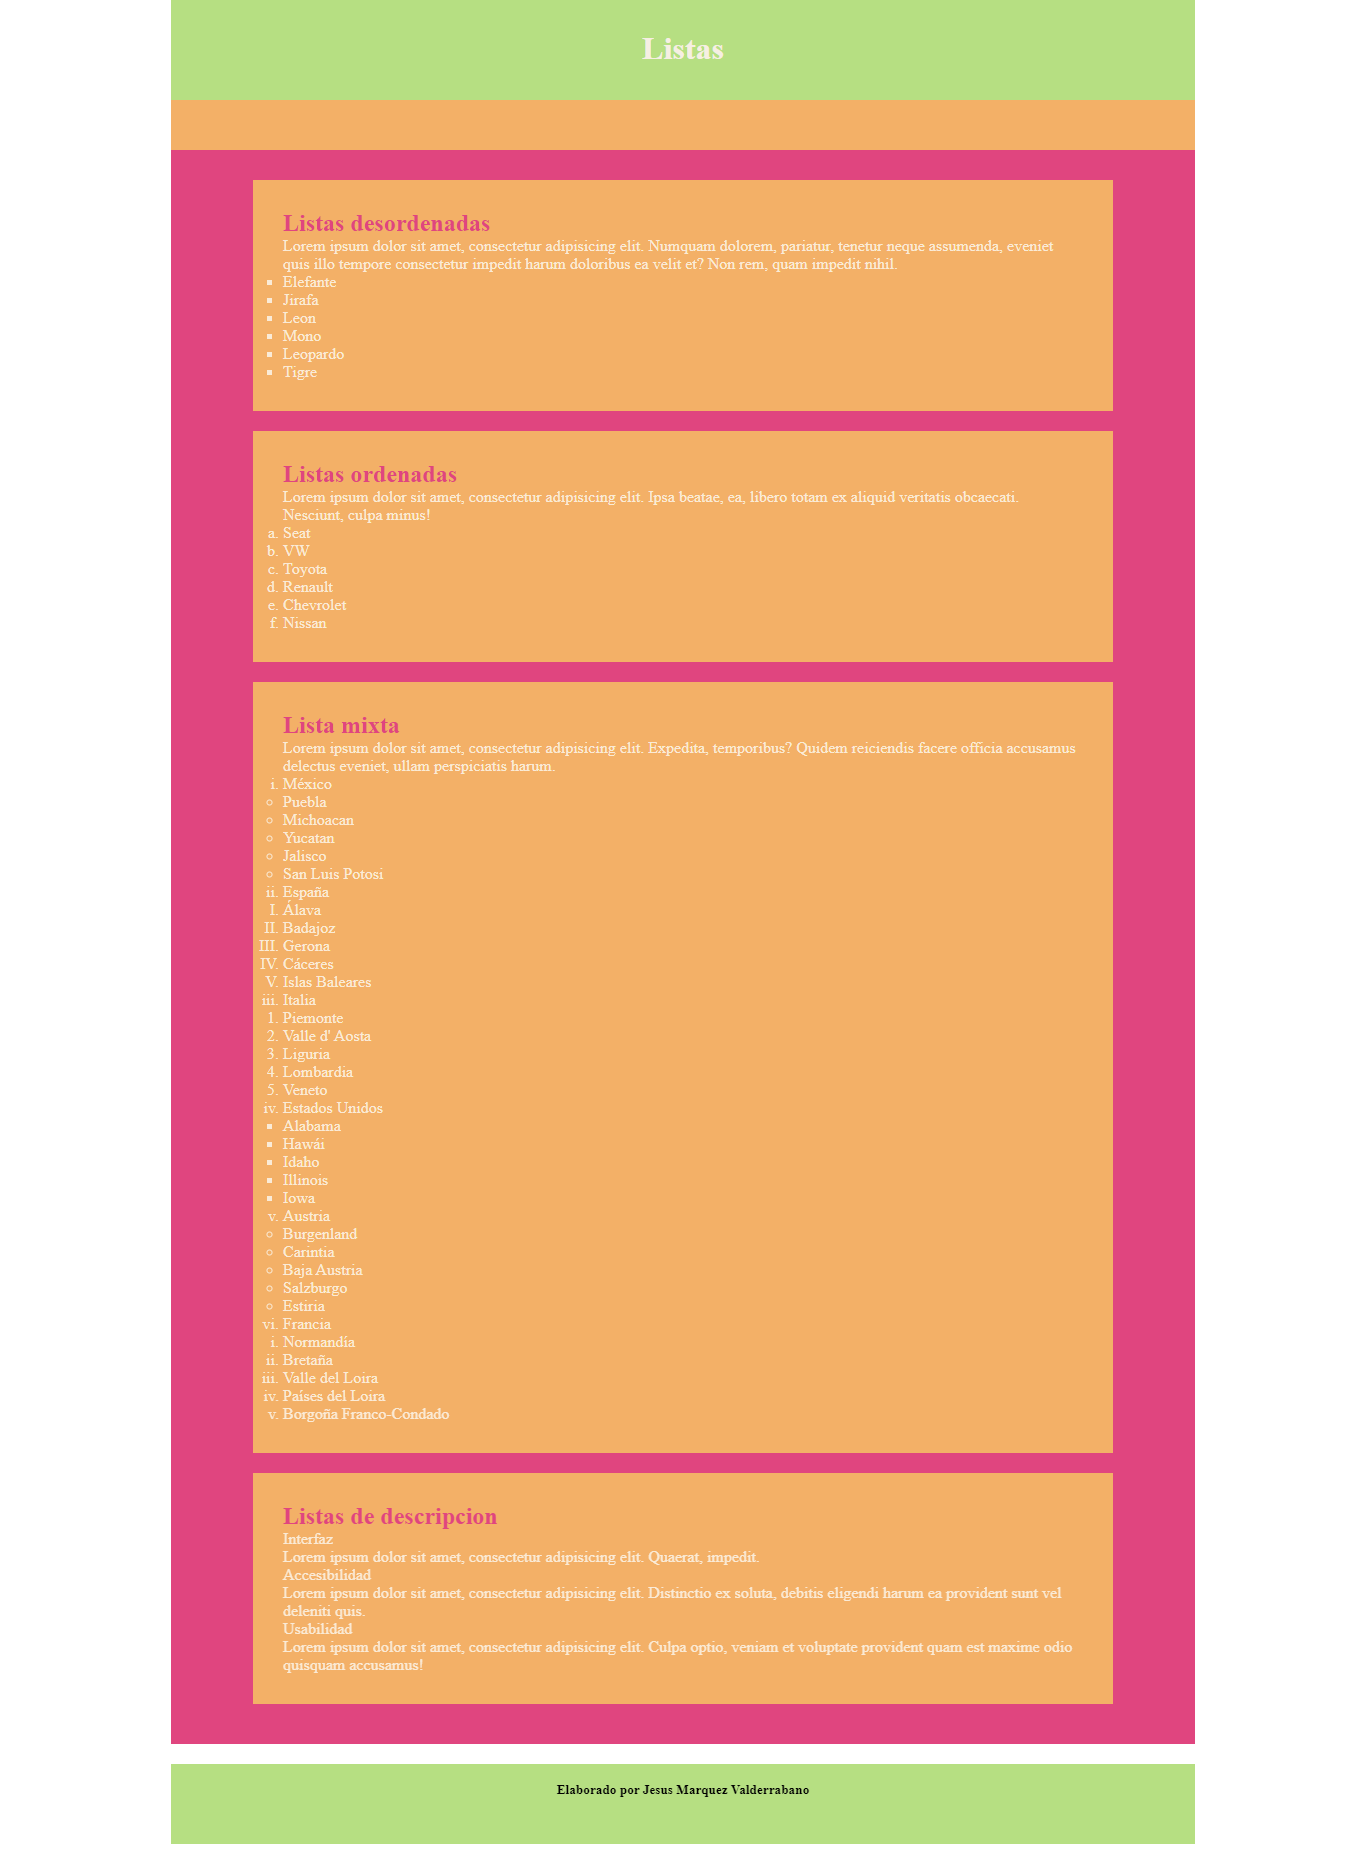 Listas
Listas desordenadas
Lorem ipsum dolor sit amet, consectetur adipisicing elit. Numquam dolorem, pariatur, tenetur neque assumenda, eveniet
quis illo tempore consectetur impedit harum doloribus ea velit et? Non rem, quam impedit nihil.
▪ Elefante
▪ Jirafa
▪ Leon
▪ Mono
▪ Leopardo
▪ Tigre
Listas ordenadas
Lorem ipsum dolor sit amet, consectetur adipisicing elit. Ipsa beatae, ea, libero totam ex aliquid veritatis obcaecati.
Nesciunt, culpa minus!
a. Seat
b. VW
c. Toyota
d. Renault
e. Chevrolet
f. Nissan
Lista mixta
Lorem ipsum dolor sit amet, consectetur adipisicing elit. Expedita, temporibus? Quidem reiciendis facere officia accusamus
delectus eveniet, ullam perspiciatis harum.
i. México
◦ Puebla
◦ Michoacan
◦ Yucatan
◦ Jalisco
◦ San Luis Potosi
ii. España
I. Álava
II. Badajoz
III. Gerona
IV. Cáceres
V. Islas Baleares
iii. Italia
1. Piemonte
2. Valle d' Aosta
3. Liguria
4. Lombardia
5. Veneto
iv. Estados Unidos
▪ Alabama
▪ Hawái
▪ Idaho
▪ Illinois
▪ Iowa
v. Austria
◦ Burgenland
◦ Carintia
◦ Baja Austria
◦ Salzburgo
◦ Estiria
vi. Francia
i. Normandía
ii. Bretaña
iii. Valle del Loira
iv. Países del Loira
v. Borgoña Franco-Condado
Listas de descripcion
Interfaz
Lorem ipsum dolor sit amet, consectetur adipisicing elit. Quaerat, impedit.
Accesibilidad
Lorem ipsum dolor sit amet, consectetur adipisicing elit. Distinctio ex soluta, debitis eligendi harum ea provident sunt vel
deleniti quis.
Usabilidad
Lorem ipsum dolor sit amet, consectetur adipisicing elit. Culpa optio, veniam et voluptate provident quam est maxime odio
quisquam accusamus!
Elaborado por Jesus Marquez Valderrabano